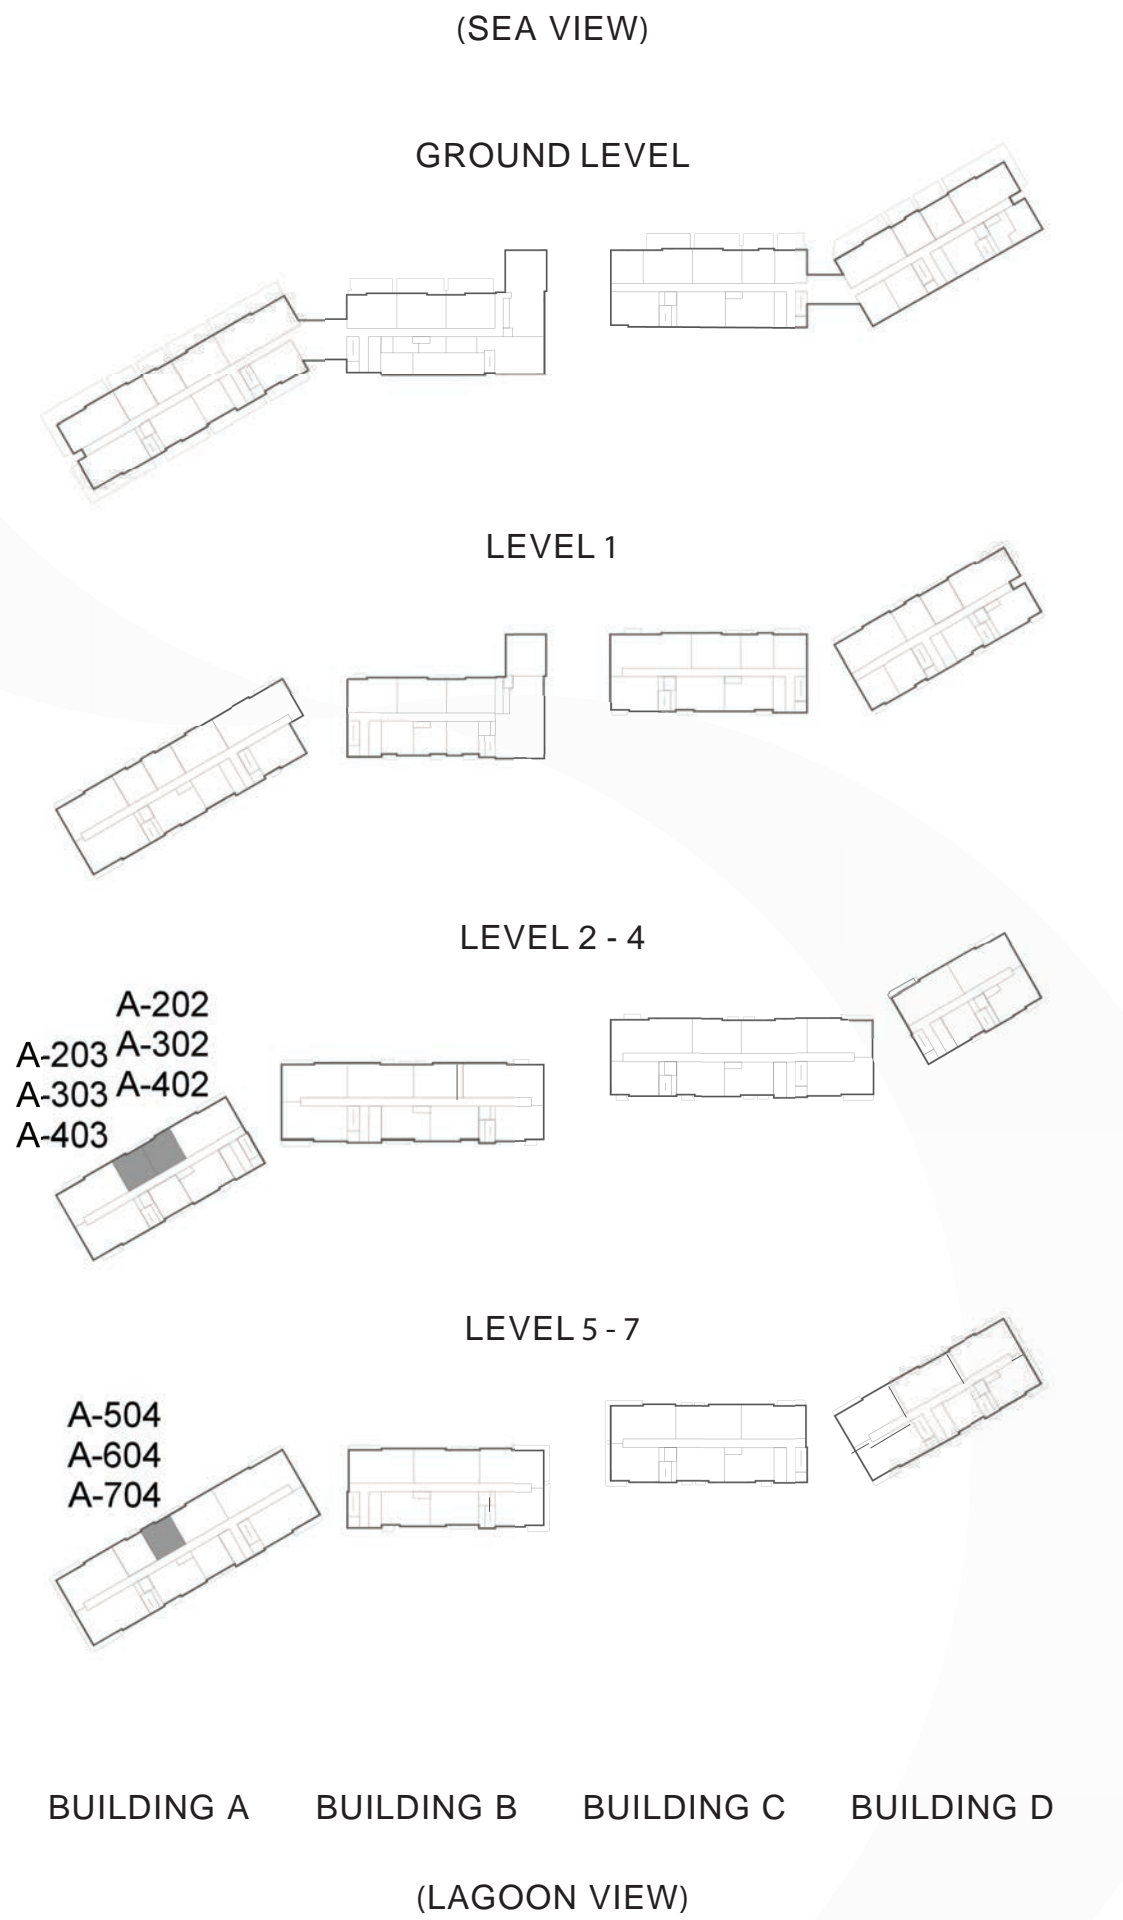 (SEA VIEW)
GROUND LEVEL
LEVEL 1
LEVEL 2 - 4
A-202
A-302
A-402
A-203
A-303
A-403
LEVEL 5 - 7
A-504
A-604
A-704
BUILDING A
BUILDING B
BUILDING C
BUILDING D
(LAGOON VIEW)